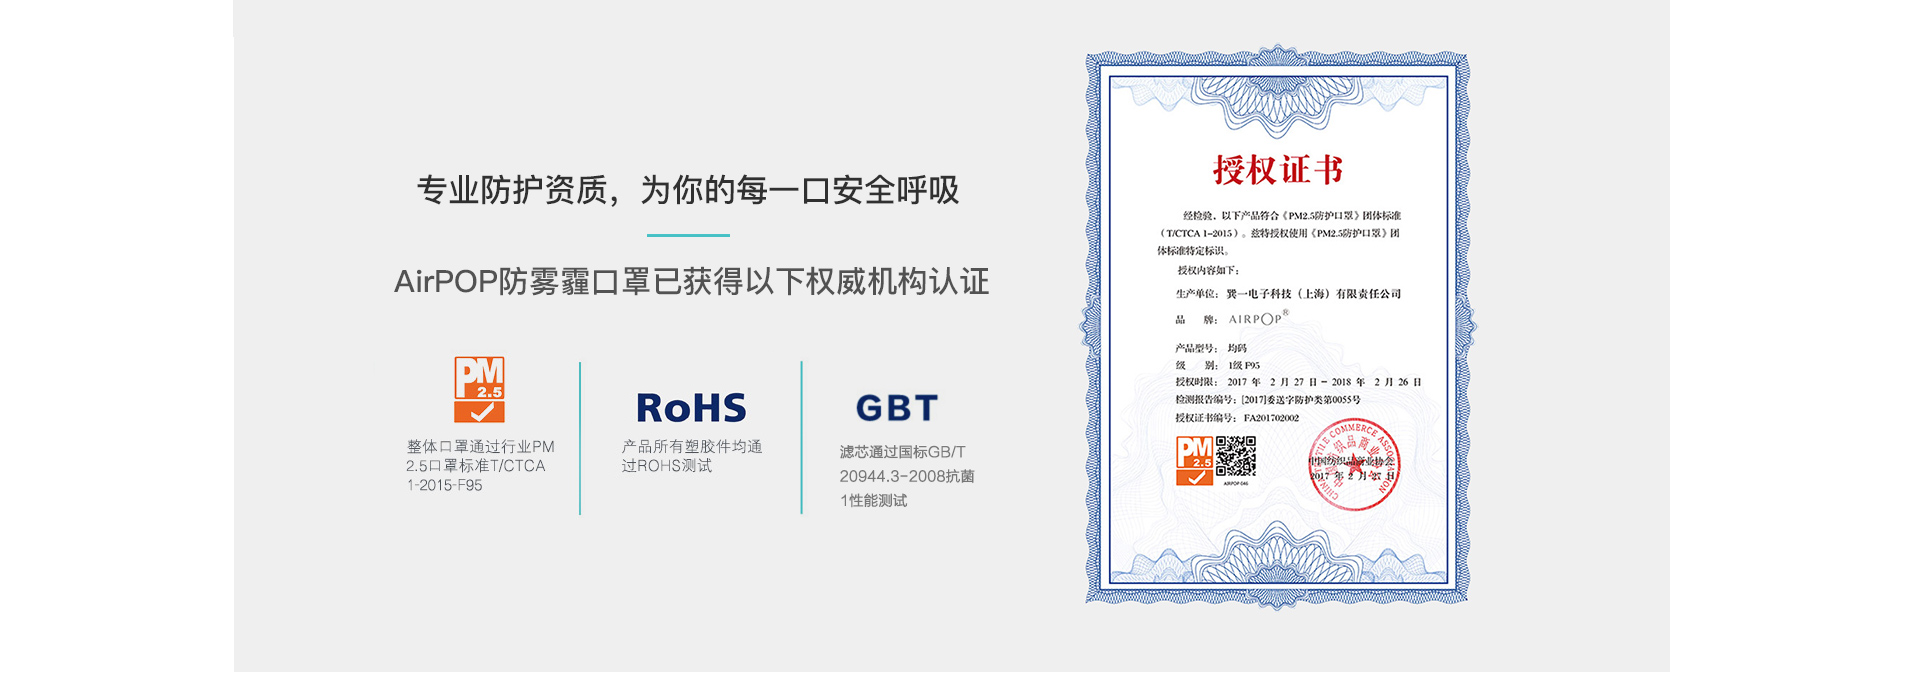 专业防护资质，为你的每一口安全呼吸
AirPOP防雾霾口罩已获得以下权威机构认证
PM
2.5
整体口罩通过行业PM
2.5口罩标准T/CTCA
1-2015-F95
RoHS
产品所有塑胶件均通
过ROHS测试
GBT
滤芯通过国标GB/T
20944.3-2008抗菌
1性能测试
授权证书
经检验，以下产品符合《PM2.5防护口罩》团体标准
（T/CTCA 1-2015）。兹特授权使用《PM2.5防护口罩》团
体标准特定标识。
授权内容如下：
生产单位：巽一电子科技（上海）有限责任公司
品 牌：AIRPOP®
产品型号：均码
级 别：1级 F95
授权时限：2017 年 2 月 27 日 - 2018 年 2 月 26 日
检测报告编号：[2017]委送字防护类第0055号
授权证书编号：FA201702002
PM
2.5
AIRPOP 046
CHINA TEXTILE COMMERCE ASSOCIATION
中国纺织品商业协会
中国纺织品商业协会
2017 年 2 月 27 日